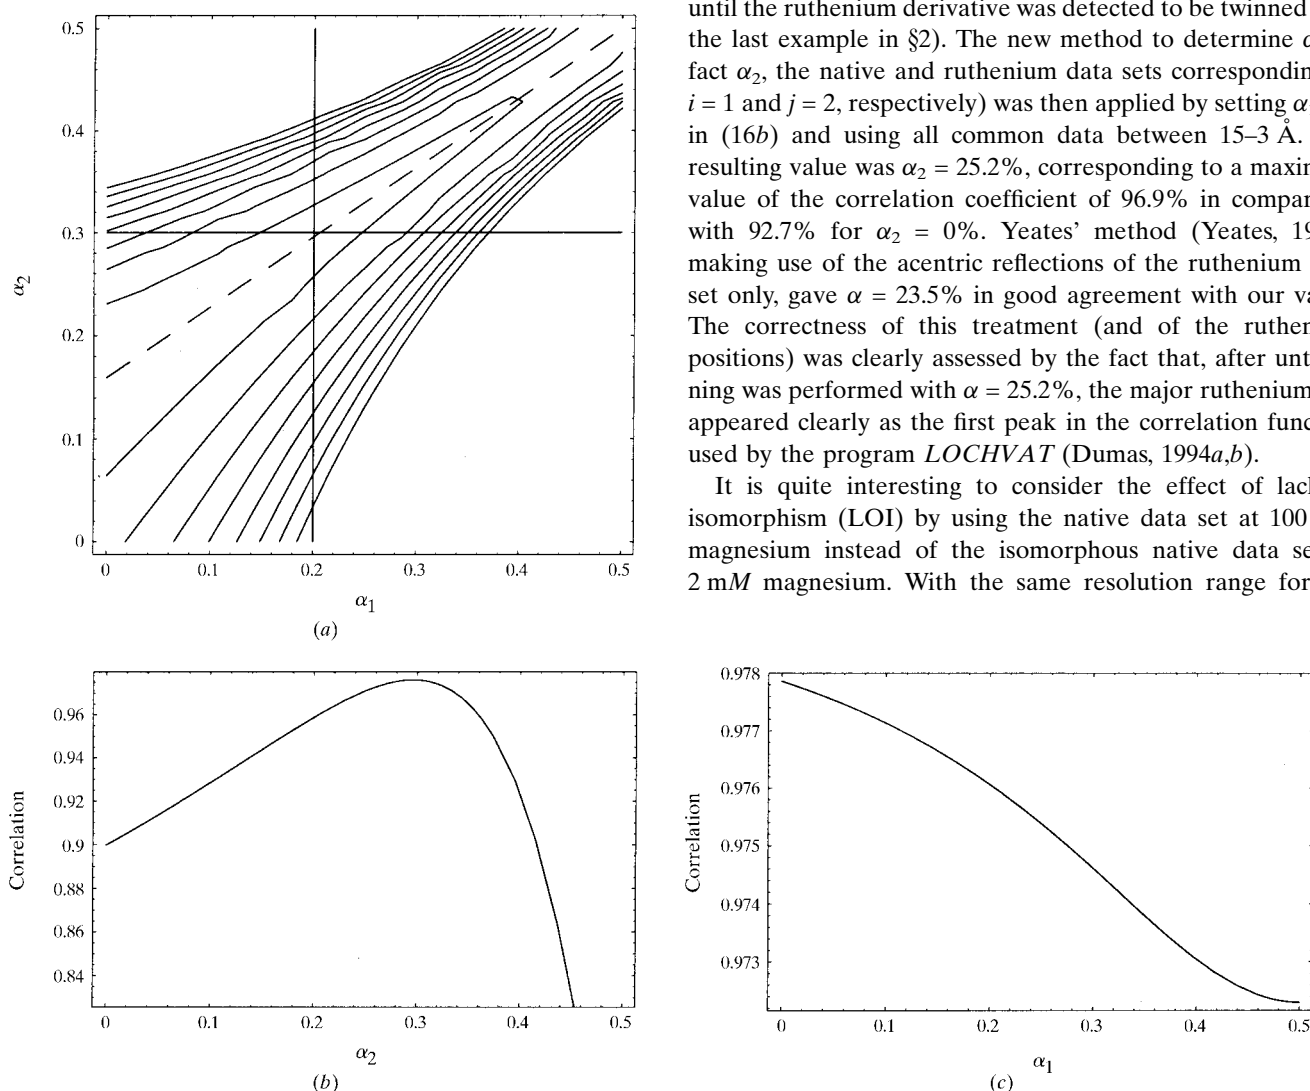 0.5
0.4
0.3
0.2
0.1
0
α2
0 0.1 0.2 0.3 0.4 0.5
α1
(a)
until the ruthenium derivative was detected to be twinned
the last example in §2). The new method to determine
fact α2, the native and ruthenium data sets
i = 1 and j = 2, respectively) was then applied by setting α
in (16b) and using all common data between 15–3 Å.
resulting value was α2 = 25.2%, corresponding to a
value of the correlation coefficient of 96.9% in
with 92.7% for α2 = 0%. Yeates' method (Yeates,
making use of the acentric reflections of the ruthenium
set only, gave α = 23.5% in good agreement with our
The correctness of this treatment (and of the
positions) was clearly assessed by the fact that, after
ning was performed with α = 25.2%, the major ruthenium
appeared clearly as the first peak in the correlation
used by the program LOCHVAT (Dumas, 1994a,b).
It is quite interesting to consider the effect of lack
isomorphism (LOI) by using the native data set at 100
magnesium instead of the isomorphous native data
2 mM magnesium. With the same resolution range for
0.96
0.94
0.92
0.9
0.88
0.86
0.84
Correlation
0 0.1 0.2 0.3 0.4 0.5
α2
(b)
0.978
0.977
0.976
0.975
0.974
0.973
Correlation
0 0.1 0.2 0.3 0.4 0.5
α1
(c)